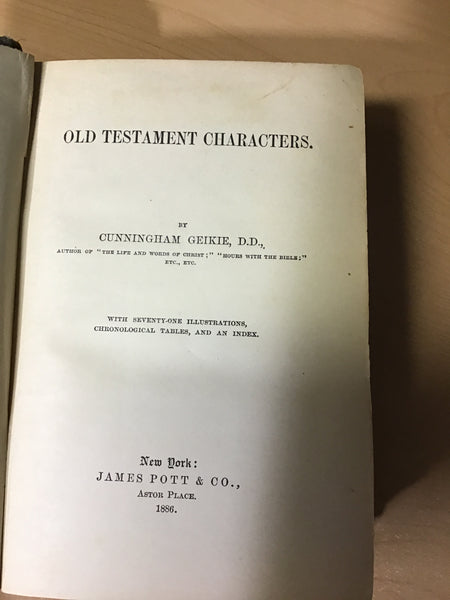 OLD TESTAMENT CHARACTERS.
BY
CUNNINGHAM GEIKIE, D.D.,
AUTHOR OF "THE LIFE AND WORDS OF CHRIST;" "HOURS WITH THE BIBLE;"
ETC., ETC.
WITH SEVENTY-ONE ILLUSTRATIONS,
CHRONOLOGICAL TABLES, AND AN INDEX.
New York:
JAMES POTT & CO.,
ASTOR PLACE.
1886.